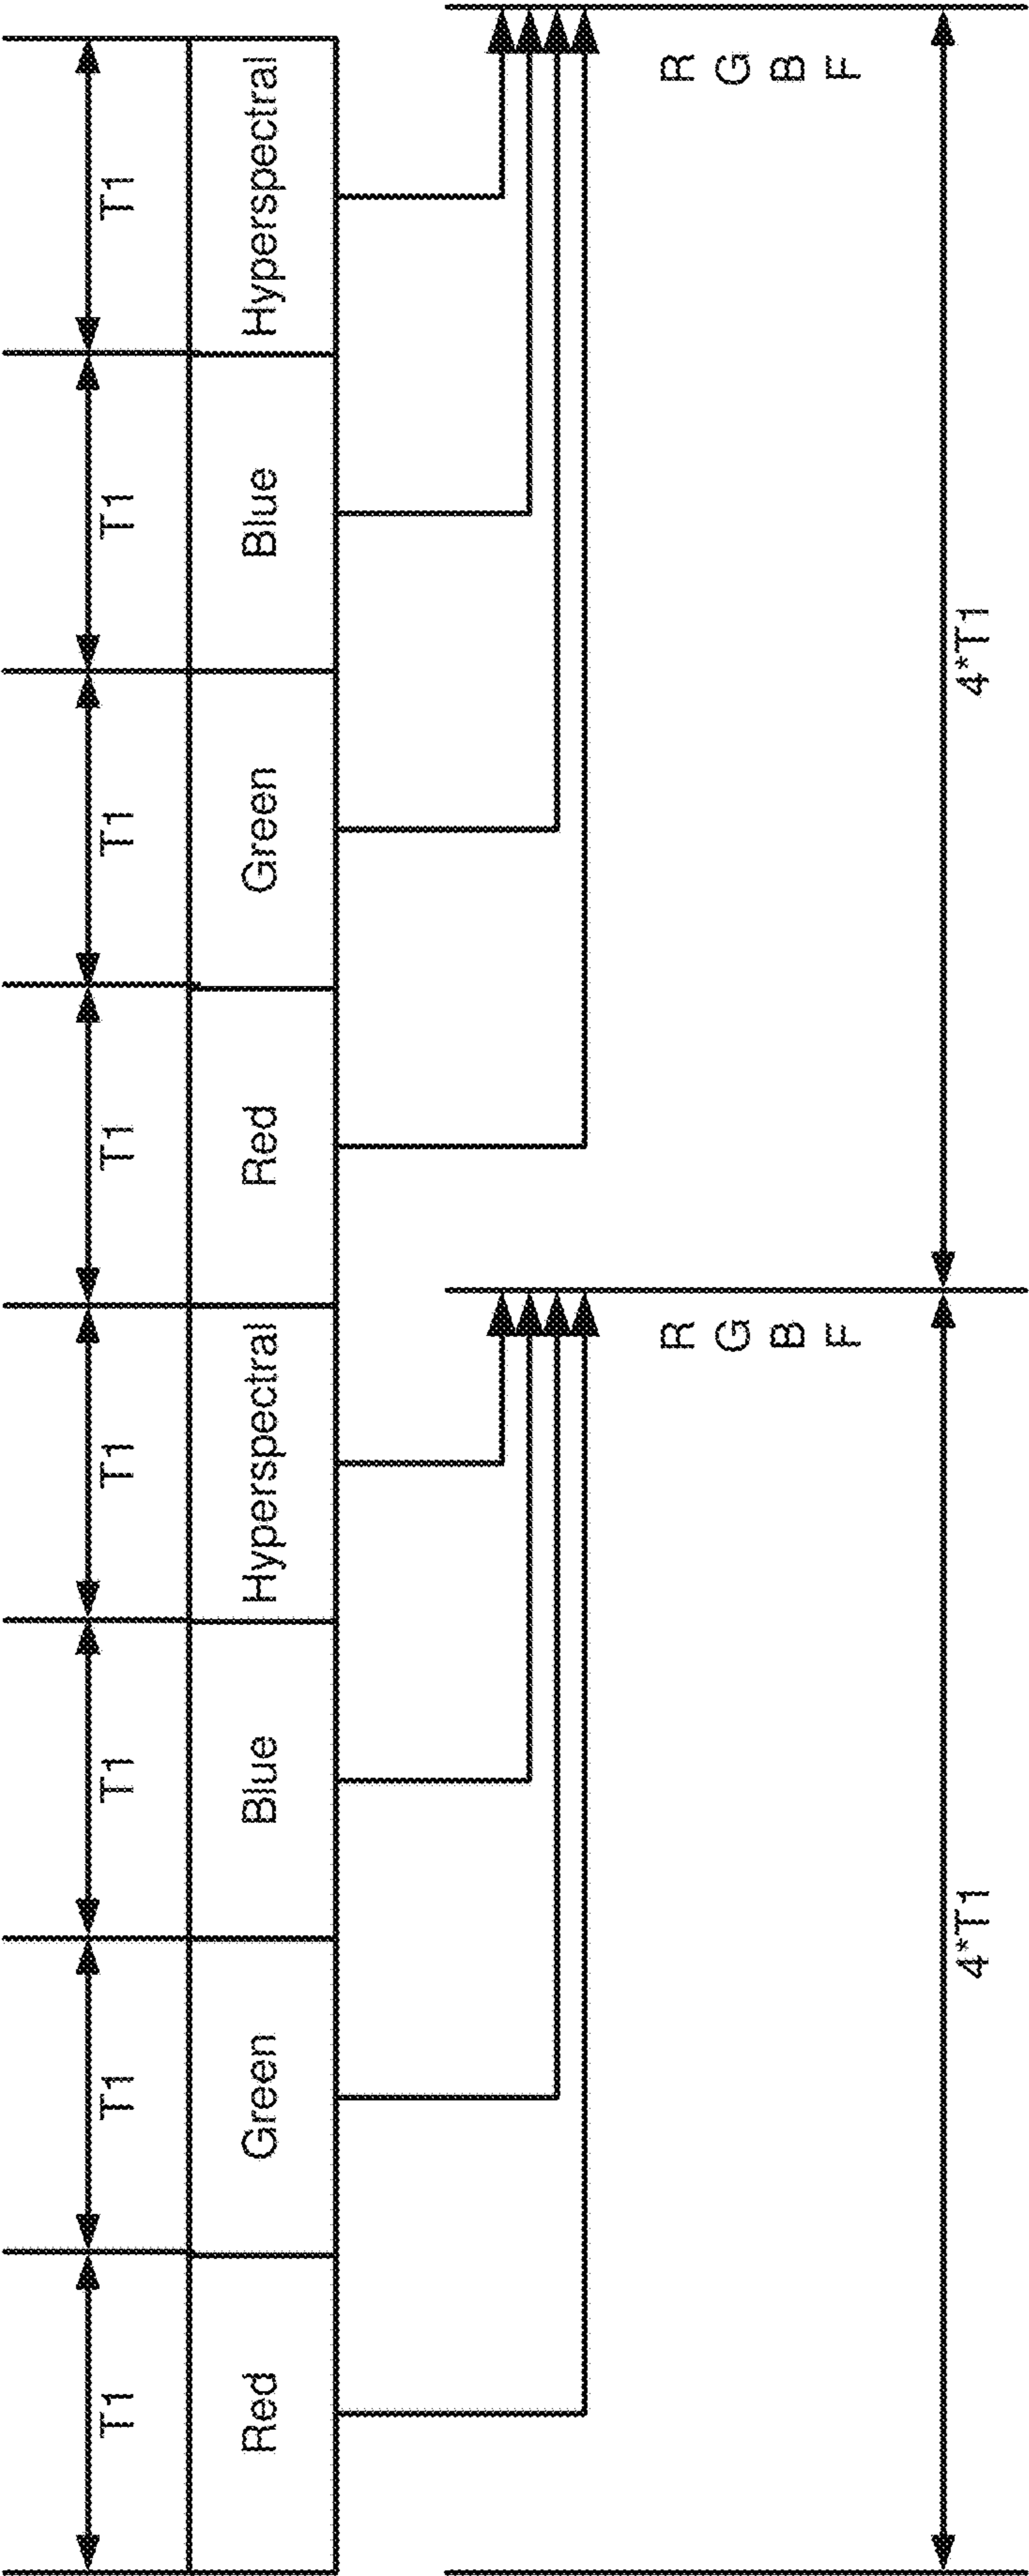 T1 T1 T1 T1 T1 T1 T1 T1
Red Green Blue Hyperspectral Red Green Blue Hyperspectral
R R
G G
B B
F F
4*T1 4*T1